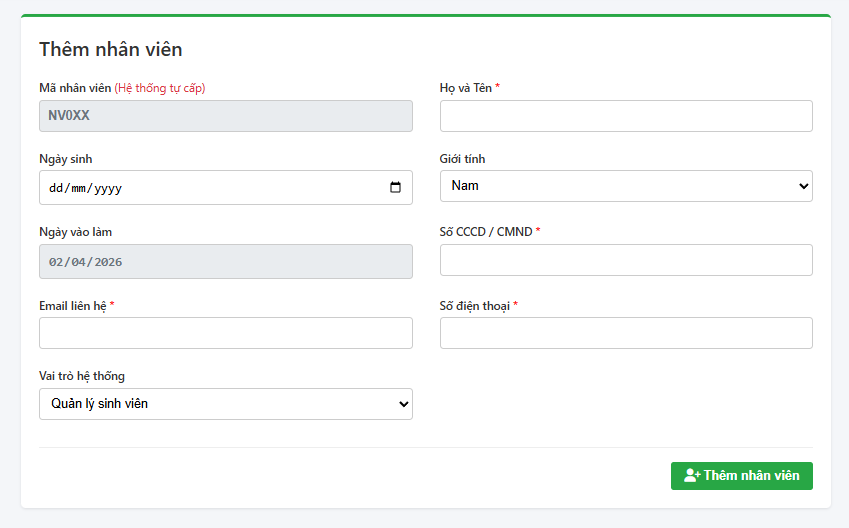 Thêm nhân viên
Mã nhân viên (Hệ thống tự cấp)
Họ và Tên *
NV0XX
Ngày sinh
Giới tính
dd/mm/yyyy
Nam
Ngày vào làm
Số CCCD / CMND *
02/04/2026
Email liên hệ *
Số điện thoại *
Vai trò hệ thống
Quản lý sinh viên
Thêm nhân viên